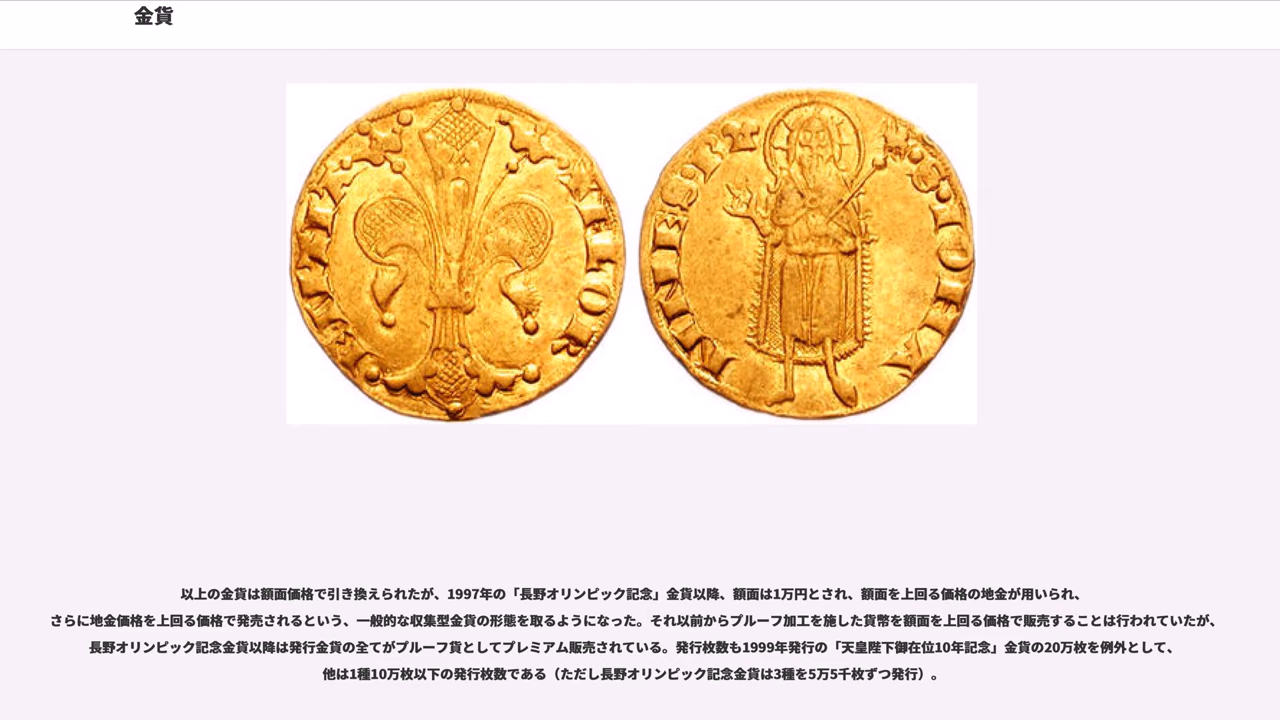 金貨
ENTIA
FLOR
NNES·B
·S·IOHA
以上の金貨は額面価格で引き換えられたが、1997年の「長野オリンピック記念」金貨以降、額面は1万円とされ、額面を上回る価格の地金が用いられ、
さらに地金価格を上回る価格で発売されるという、一般的な収集型金貨の形態を取るようになった。それ以前からプルーフ加工を施した貨幣を額面を上回る価格で販売することは行われていたが、
長野オリンピック記念金貨以降は発行金貨の全てがプルーフ貨としてプレミアム販売されている。発行枚数も1999年発行の「天皇陛下御在位10年記念」金貨の20万枚を例外として、
他は1種10万枚以下の発行枚数である（ただし長野オリンピック記念金貨は3種を5万5千枚ずつ発行）。